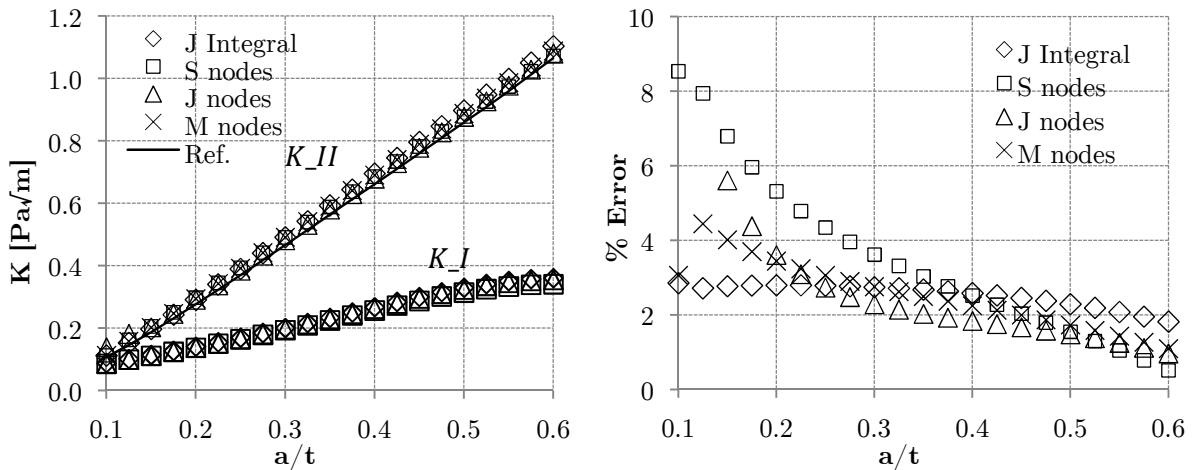 1.2
1.0
0.8
0.6
0.4
0.2
0.0
K [Pa√m]
J Integral
S nodes
J nodes
M nodes
Ref.
K_II
K_I
0.1 0.2 0.3 0.4 0.5 0.6
a/t
10
8
6
4
2
0
% Error
J Integral
S nodes
J nodes
M nodes
0.1 0.2 0.3 0.4 0.5 0.6
a/t